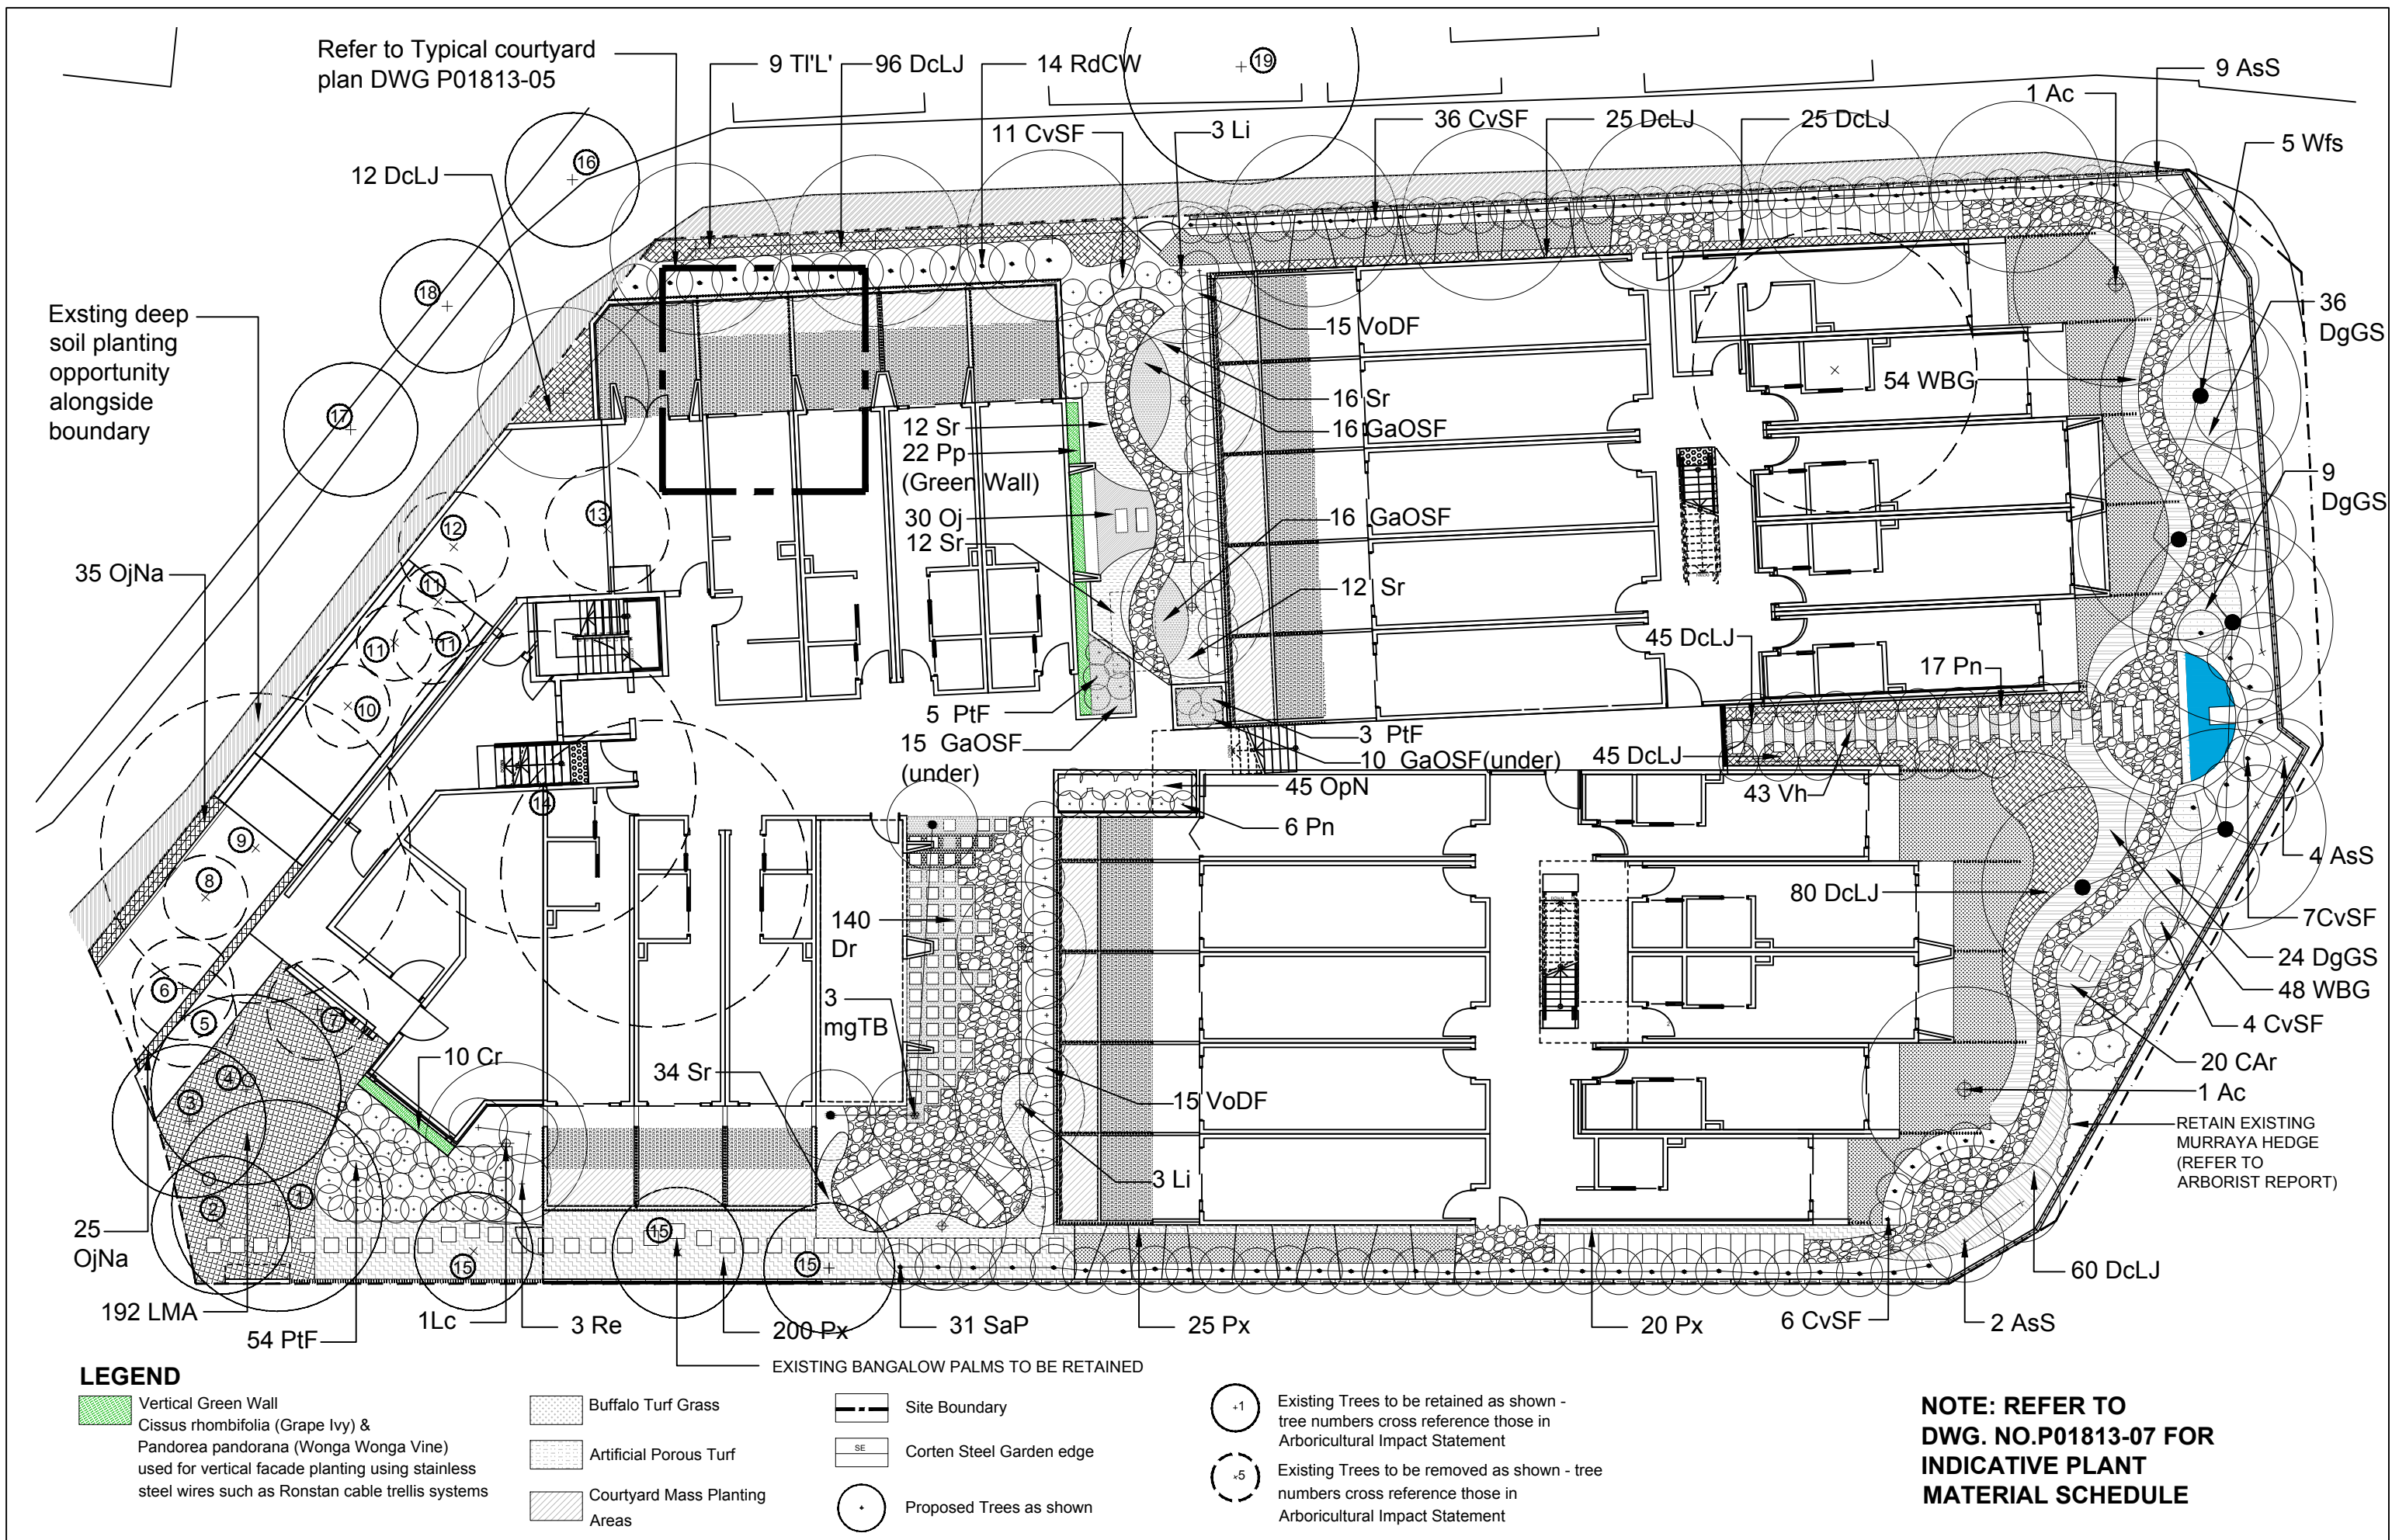 Refer to Typical courtyard
plan DWG P01813-05
9 Tl'L'
96 DcLJ
14 RdCW
19
9 AsS
1 Ac
11 CvSF
3 Li
36 CvSF
25 DcLJ
25 DcLJ
5 Wfs
16
12 DcLJ
18
Exsting deep
soil planting
opportunity
alongside
boundary
36
DgGS
15 VoDF
54 WBG
17
16 Sr
16 GaOSF
12 Sr
22 Pp
(Green Wall)
9
DgGS
30 Oj
16 GaOSF
12 Sr
12
13
35 OjNa
11
12 Sr
11
11
45 DcLJ
17 Pn
10
5 PtF
3 PtF
15 GaOSF
(under)
10 GaOSF(under)
45 DcLJ
45 OpN
43 Vh
14
6 Pn
9
4 AsS
8
80 DcLJ
140
Dr
7CvSF
24 DgGS
6
3
mgTB
48 WBG
5
7
4 CvSF
10 Cr
20 CAr
34 Sr
4
15 VoDF
1 Ac
3
RETAIN EXISTING
MURRAYA HEDGE
(REFER TO
ARBORIST REPORT)
3 Li
1
2
25
OjNa
15
15
15
60 DcLJ
192 LMA
54 PtF
1Lc
3 Re
200 Px
31 SaP
25 Px
20 Px
6 CvSF
2 AsS
EXISTING BANGALOW PALMS TO BE RETAINED
LEGEND
Vertical Green Wall
Cissus rhombifolia (Grape Ivy) &
Pandorea pandorana (Wonga Wonga Vine)
used for vertical facade planting using stainless
steel wires such as Ronstan cable trellis systems
Buffalo Turf Grass
Artificial Porous Turf
Courtyard Mass Planting
Areas
Site Boundary
SE
Corten Steel Garden edge
Proposed Trees as shown
+1
Existing Trees to be retained as shown -
tree numbers cross reference those in
Arboricultural Impact Statement
x5
Existing Trees to be removed as shown - tree
numbers cross reference those in
Arboricultural Impact Statement
NOTE: REFER TO
DWG. NO.P01813-07 FOR
INDICATIVE PLANT
MATERIAL SCHEDULE